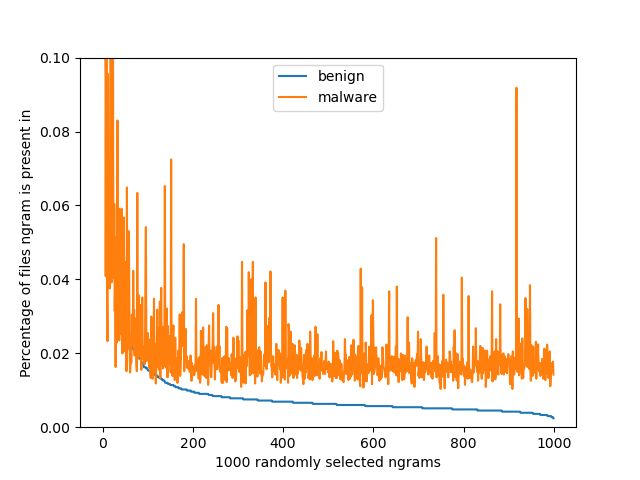 0.10
0.08
0.06
0.04
0.02
0.00
Percentage of files ngram is present in
benign
malware
0 200 400 600 800 1000
1000 randomly selected ngrams